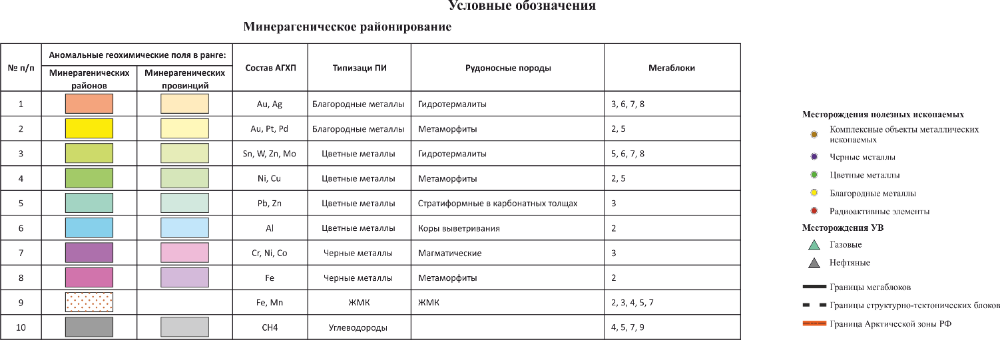 Условные обозначения
Минерагеническое районирование
№ п/п
Аномальные геохимические поля в ранге:
Минерагенических районов
Минерагенических провинций
Состав АГХП
Типизаци ПИ
Рудоносные породы
Мегаблоки
1 Au, Ag Благородные металлы Гидротермалиты 3, 6, 7, 8
2 Au, Pt, Pd Благородные металлы Метаморфиты 2, 5
3 Sn, W, Zn, Mo Цветные металлы Гидротермалиты 5, 6, 7, 8
4 Ni, Cu Цветные металлы Метаморфиты 2, 5
5 Pb, Zn Цветные металлы Стратиформные в карбонатных толщах 3
6 Al Цветные металлы Коры выветривания 2
7 Cr, Ni, Co Черные металлы Магматические 3
8 Fe Черные металлы Метаморфиты 2
9 Fe, Mn ЖМК ЖМК 2, 3, 4, 5, 7
10 CH4 Углеводороды 4, 5, 7, 9
Месторождения полезных ископаемых
Комплексные объекты металлических
ископаемых
Черные металлы
Цветные металлы
Благородные металлы
Радиоактивные элементы
Месторождения УВ
Газовые
Нефтяные
Границы мегаблоков
Границы структурно-тектонических блоков
Граница Арктической зоны РФ